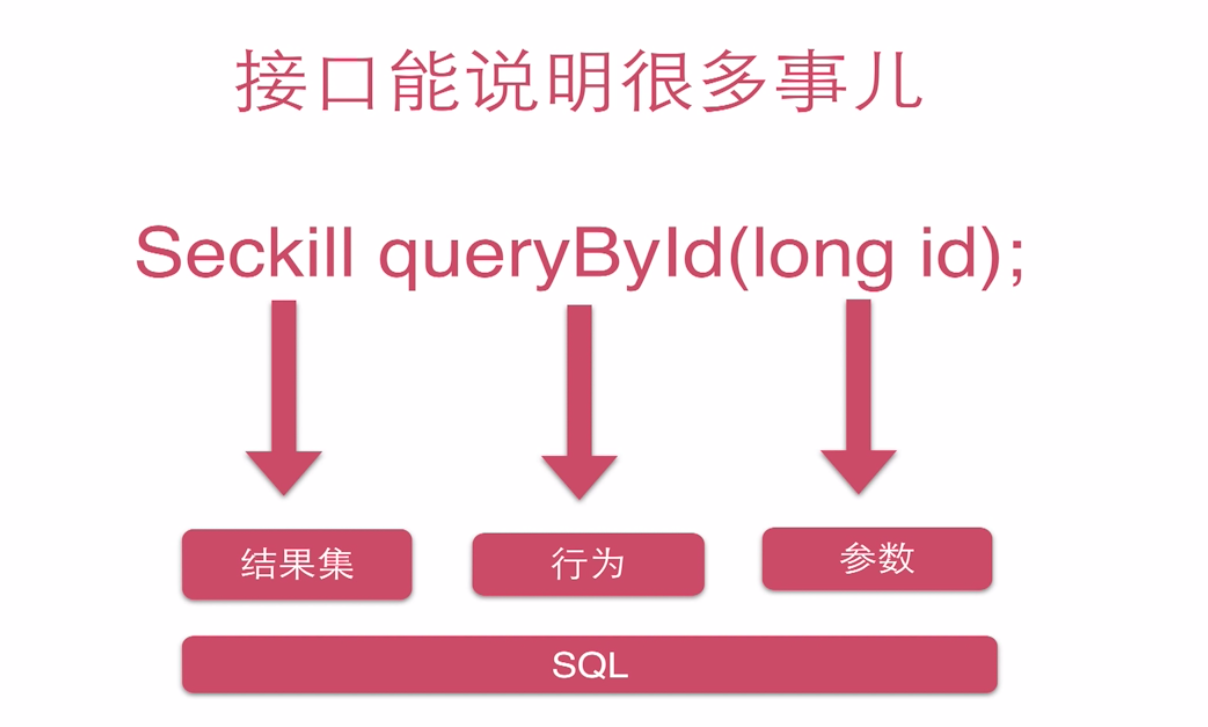 接口能说明很多事儿
Seckill queryById(long id);
结果集
行为
参数
SQL